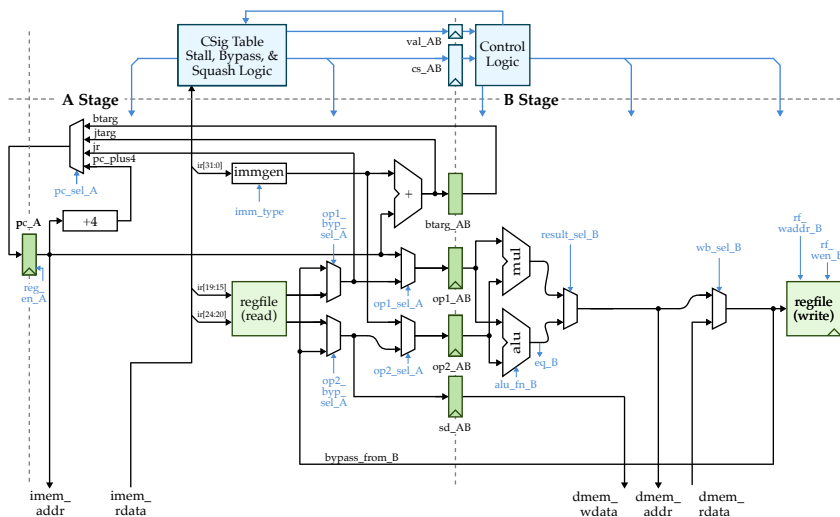 CSig Table
Stall, Bypass, &
Squash Logic
val_AB
cs_AB
Control
Logic
A Stage
B Stage
btarg
jtarg
jr
pc_plus4
pc_sel_A
ir[31:0]
immgen
imm_type
+
btarg_AB
pc_A
+4
reg_
en_A
op1_
byp_
sel_A
ir[19:15]
ir[24:20]
regfile
(read)
op1_sel_A
op1_AB
mul
result_sel_B
wb_sel_B
rf_
waddr_B
rf_
wen_B
regfile
(write)
op2_
byp_
sel_A
op2_sel_A
op2_AB
alu
eq_B
alu_fn_B
sd_AB
bypass_from_B
imem_
addr
imem_
rdata
dmem_
wdata
dmem_
addr
dmem_
rdata